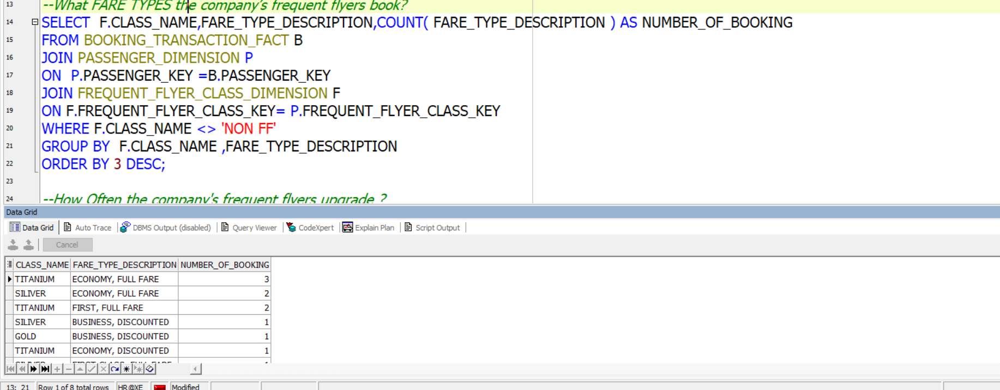 13 --What FARE TYPES the company's frequent flyers book?
14 SELECT F.CLASS_NAME,FARE_TYPE_DESCRIPTION,COUNT( FARE_TYPE_DESCRIPTION ) AS NUMBER_OF_BOOKING
15 FROM BOOKING_TRANSACTION_FACT B
16 JOIN PASSENGER_DIMENSION P
17 ON P.PASSENGER_KEY =B.PASSENGER_KEY
18 JOIN FREQUENT_FLYER_CLASS_DIMENSION F
19 ON F.FREQUENT_FLYER_CLASS_KEY= P.FREQUENT_FLYER_CLASS_KEY
20 WHERE F.CLASS_NAME <> 'NON FF'
21 GROUP BY F.CLASS_NAME ,FARE_TYPE_DESCRIPTION
22 ORDER BY 3 DESC;
23
24 --How Often the company's frequent flyers upgrade ?
Data Grid
Data Grid Auto Trace DBMS Output (disabled) Query Viewer CodeXpert Explain Plan Script Output
Cancel
CLASS_NAME FARE_TYPE_DESCRIPTION NUMBER_OF_BOOKING
TITANIUM ECONOMY, FULL FARE 3
SILIVER ECONOMY, FULL FARE 2
TITANIUM FIRST, FULL FARE 2
SILIVER BUSINESS, DISCOUNTED 1
GOLD BUSINESS, DISCOUNTED 1
TITANIUM ECONOMY, DISCOUNTED 1
13: 21 Row 1 of 8 total rows HR@XE Modified